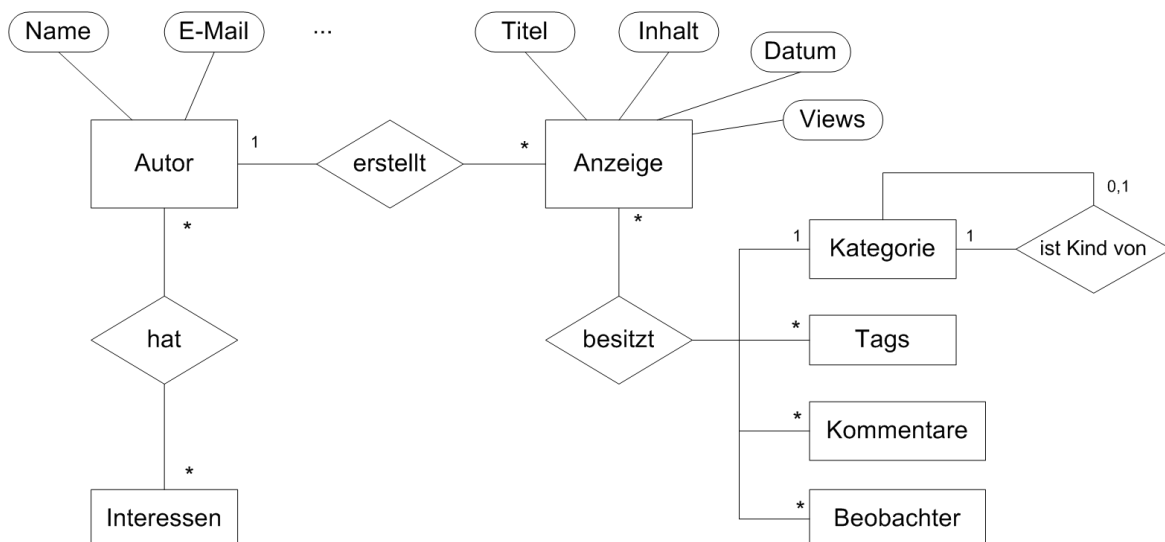 Name
E-Mail
...
Titel
Inhalt
Datum
Views
Autor
1
erstellt
*
Anzeige
*
*
0,1
1
Kategorie
1
ist Kind von
hat
besitzt
*
Tags
*
Kommentare
*
Interessen
*
Beobachter